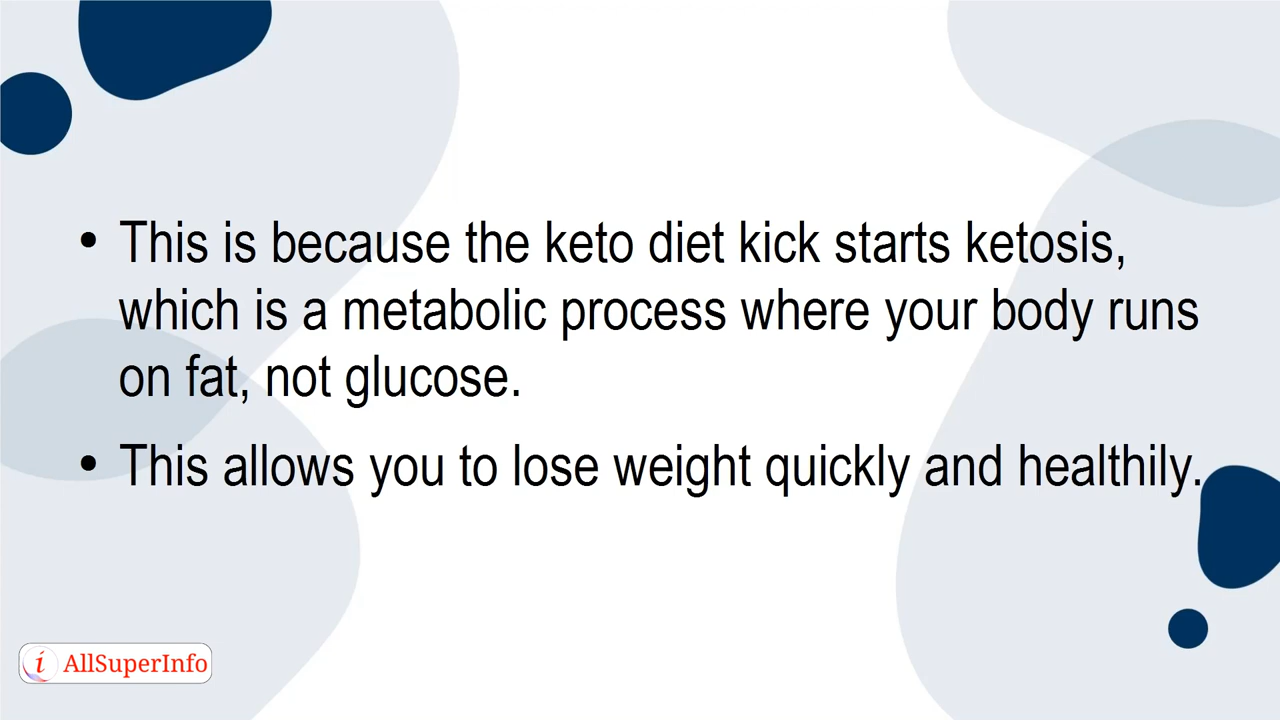 • This is because the keto diet kick starts ketosis,
which is a metabolic process where your body runs
on fat, not glucose.
• This allows you to lose weight quickly and healthily.
i AllSuperInfo